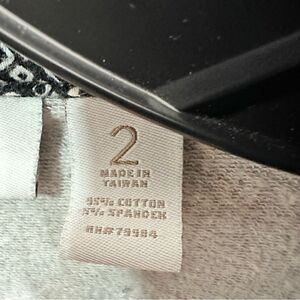 2
MADE IN
TAIWAN
95% COTTON
5% SPANDEX
RN#79984